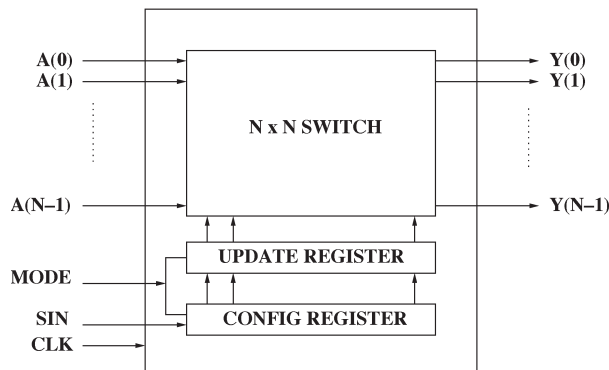 A(0) Y(0)
A(1) Y(1)
N x N SWITCH
A(N–1) Y(N–1)
UPDATE REGISTER
MODE
SIN CONFIG REGISTER
CLK